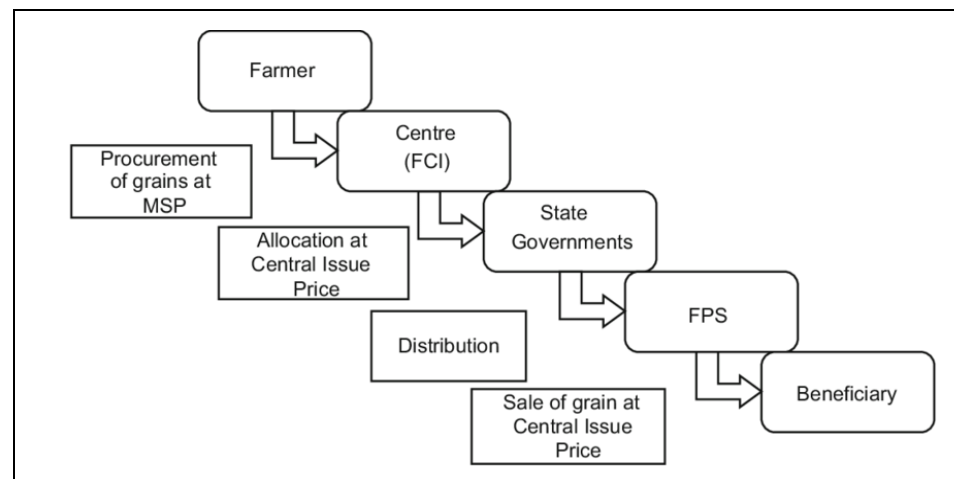 Farmer
Centre
(FCI)
Procurement
of grains at
MSP
State
Governments
Allocation at
Central Issue
Price
FPS
Distribution
Beneficiary
Sale of grain at
Central Issue
Price